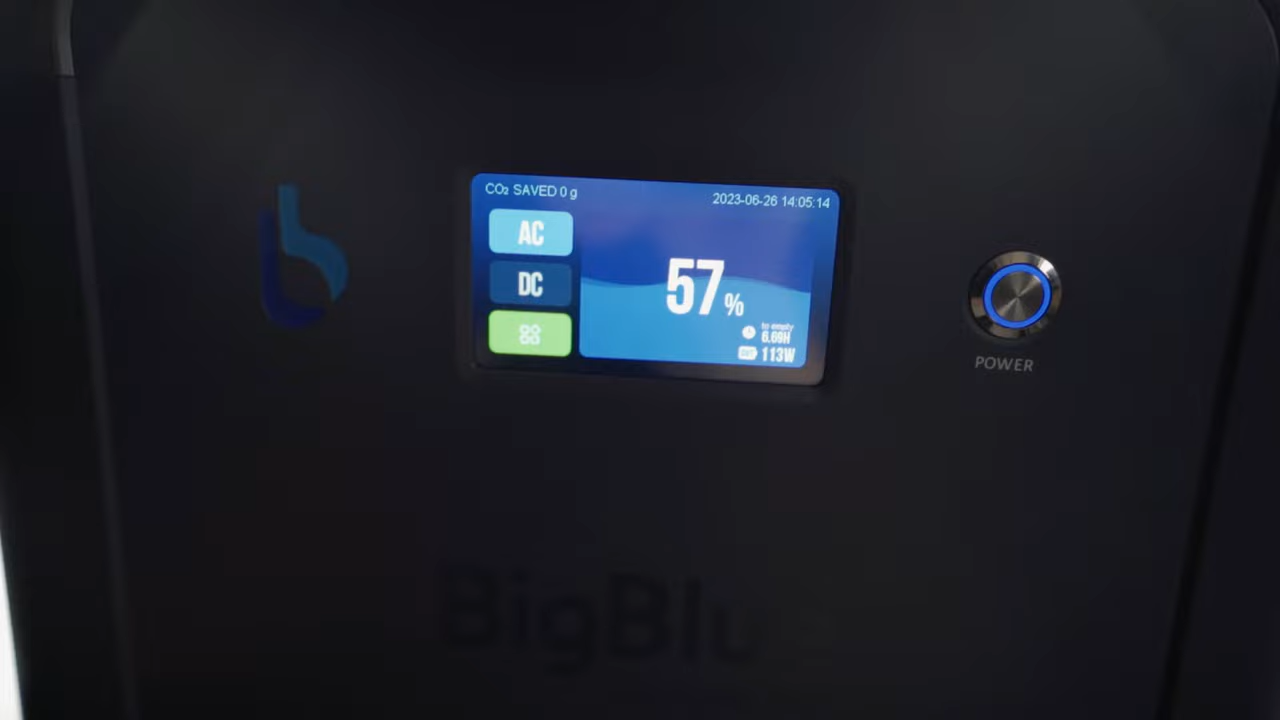 CO₂ SAVED 0 g
2023-06-26 14:05:14
AC
DC
57%
to empty
6.69H
OUT 113W
POWER
BigBlu